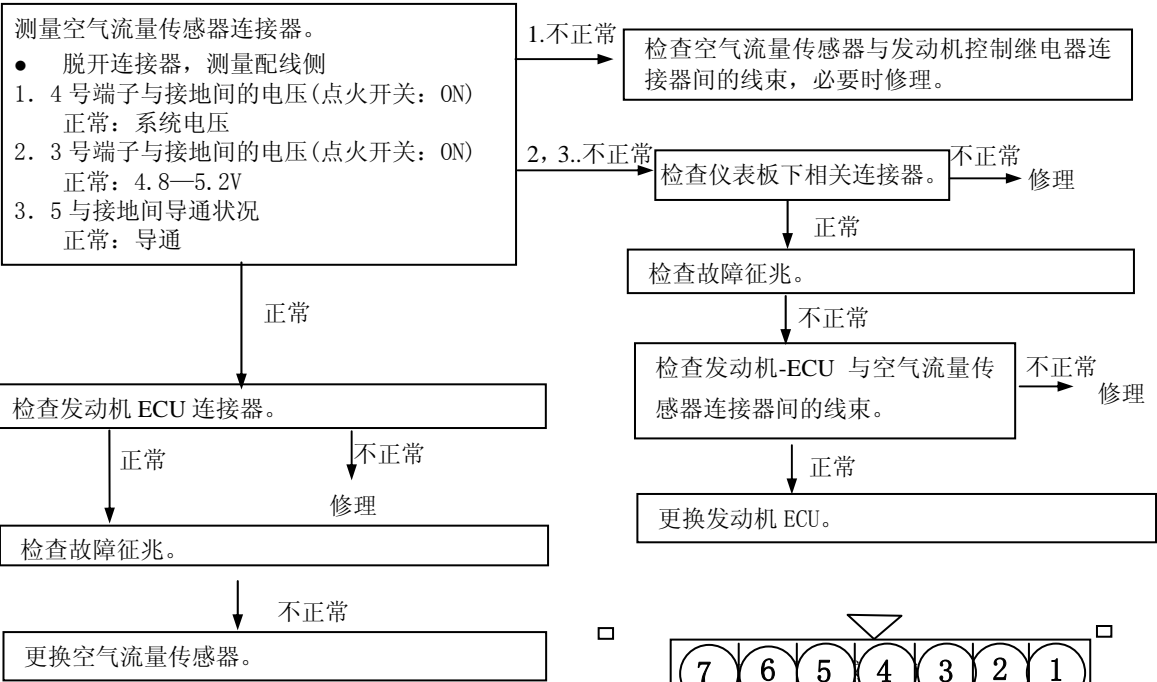 测量空气流量传感器连接器。
● 脱开连接器，测量配线侧
1. 4号端子与接地间的电压(点火开关: ON)
正常: 系统电压
2. 3号端子与接地间的电压(点火开关: ON)
正常: 4.8—5.2V
3. 5与接地间导通状况
正常: 导通
1.不正常
检查空气流量传感器与发动机控制继电器连
接器间的线束，必要时修理。
2，3..不正常
检查仪表板下相关连接器。
不正常
修理
正常
检查故障征兆。
不正常
检查发动机-ECU 与空气流量传
感器连接器间的线束。
不正常
修理
正常
更换发动机 ECU。
正常
检查发动机 ECU 连接器。
正常
不正常
修理
检查故障征兆。
不正常
更换空气流量传感器。
7 6 5 4 3 2 1